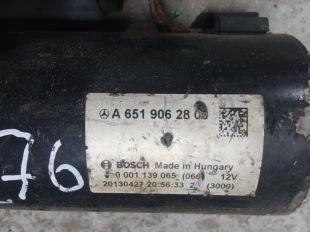 A 651 906 28 00
BOSCH Made in Hungary
0 001 139 065 (066) 12V
20130427 20:56:33 (3000)
76